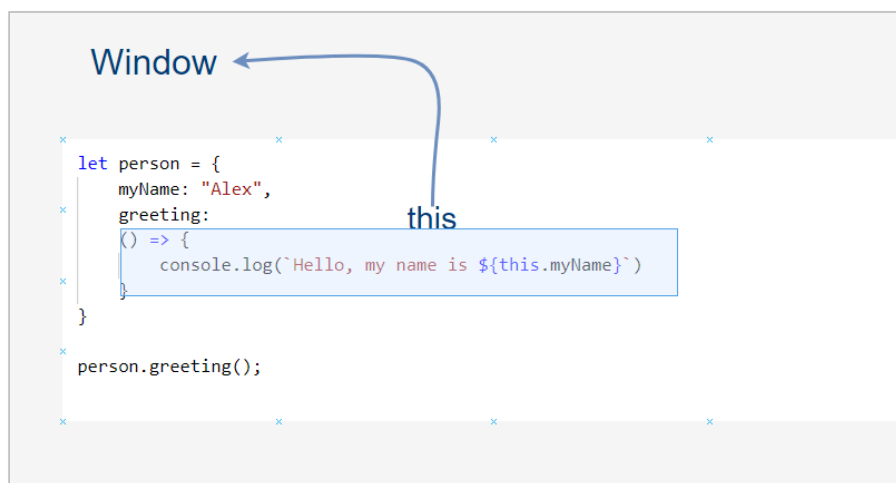 Window
let person = {
myName: "Alex",
greeting:
this
() => {
console.log(`Hello, my name is ${this.myName}`)
}
}
person.greeting();